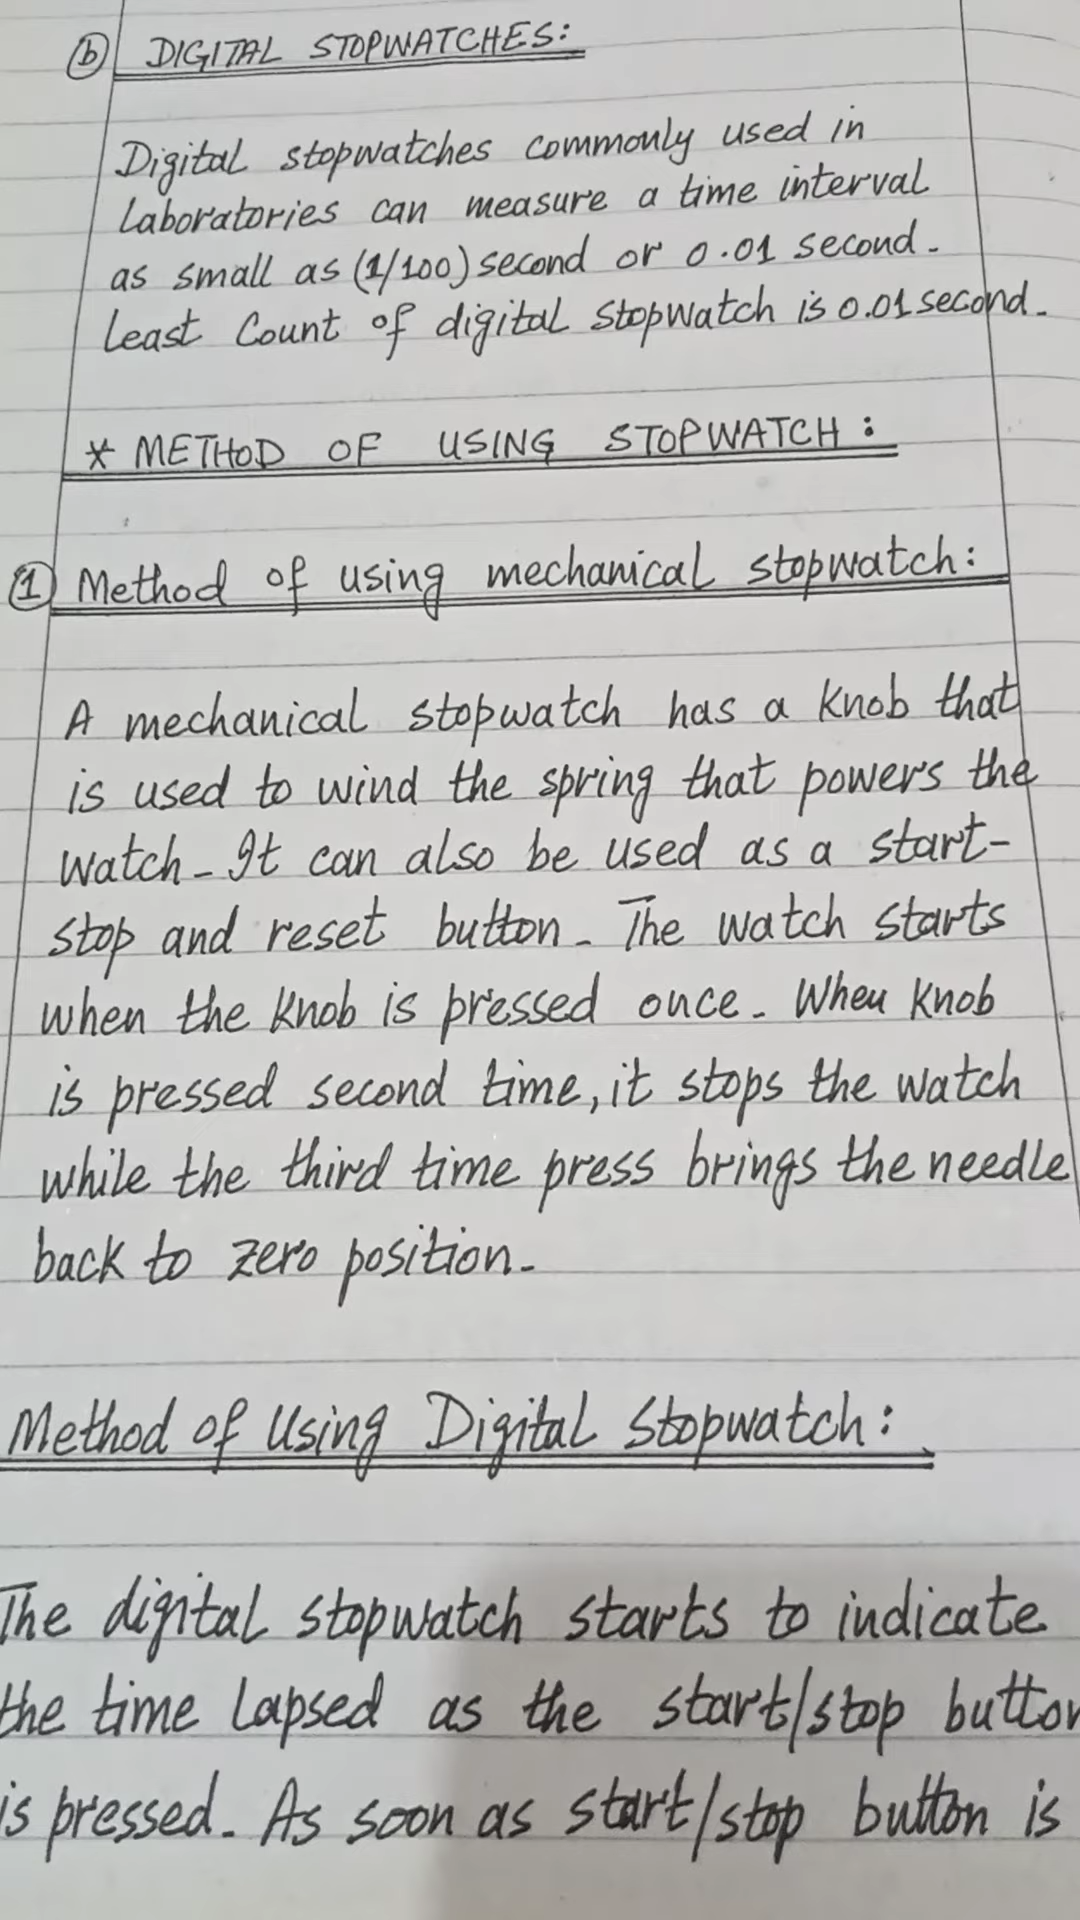 (b) DIGITAL STOPWATCHES:
Digital stopwatches commonly used in
laboratories can measure a time interval
as small as (1/100) second or 0.01 second.
Least Count of digital stopwatch is 0.01 second.
* METHOD OF USING STOPWATCH:
(1) Method of using mechanical stopwatch:
A mechanical stopwatch has a knob that
is used to wind the spring that powers the
watch. It can also be used as a start-
stop and reset button. The watch starts
when the knob is pressed once. When knob
is pressed second time, it stops the watch
while the third time press brings the needle
back to zero position.
Method of Using Digital Stopwatch:
The digital stopwatch starts to indicate
the time lapsed as the start/stop button
is pressed. As soon as start/stop button is